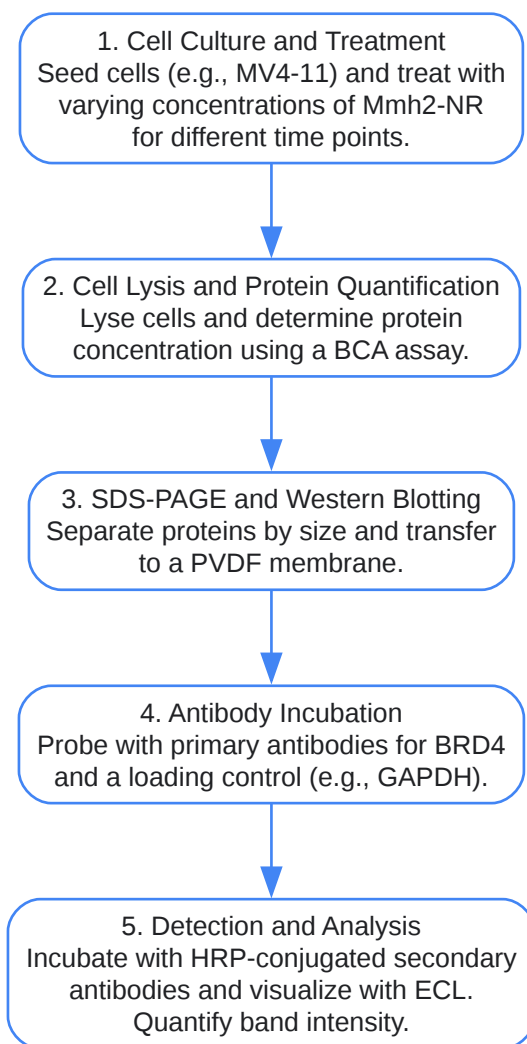 1. Cell Culture and Treatment
Seed cells (e.g., MV4-11) and treat with
varying concentrations of Mmh2-NR
for different time points.
2. Cell Lysis and Protein Quantification
Lyse cells and determine protein
concentration using a BCA assay.
3. SDS-PAGE and Western Blotting
Separate proteins by size and transfer
to a PVDF membrane.
4. Antibody Incubation
Probe with primary antibodies for BRD4
and a loading control (e.g., GAPDH).
5. Detection and Analysis
Incubate with HRP-conjugated secondary
antibodies and visualize with ECL.
Quantify band intensity.